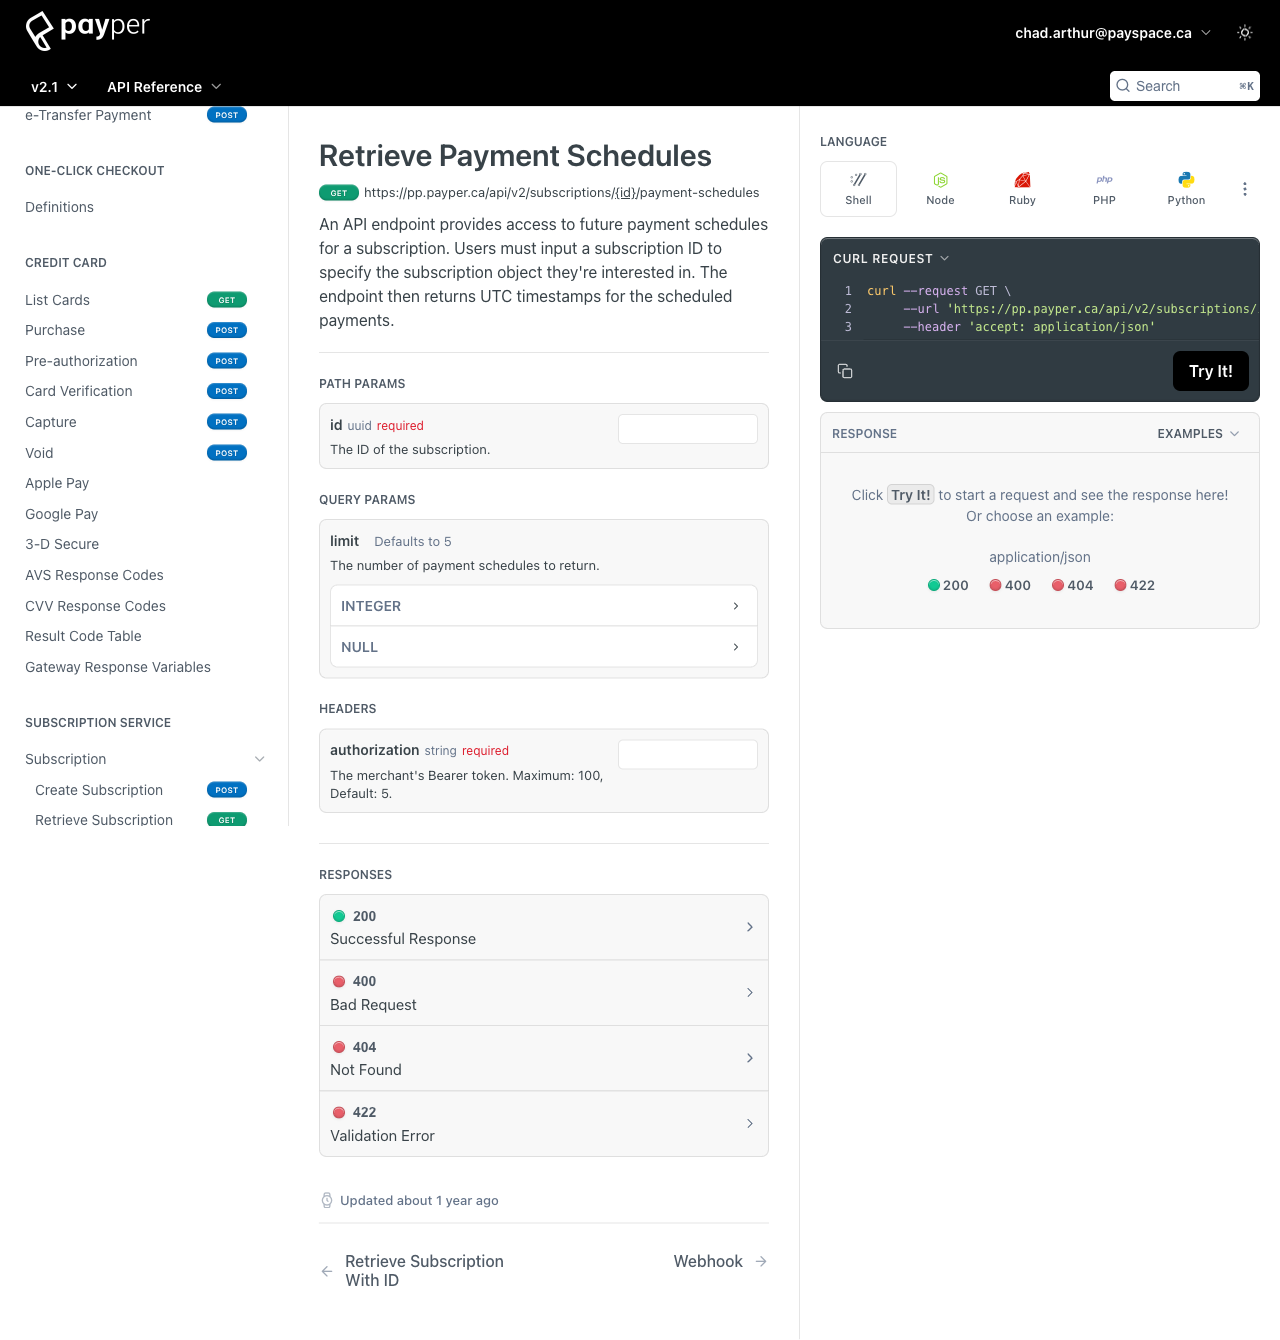 payper
chad.arthur@payspace.ca
v2.1
API Reference
Search
⌘K
e-Transfer Payment POST
ONE-CLICK CHECKOUT
Definitions
CREDIT CARD
List Cards GET
Purchase POST
Pre-authorization POST
Card Verification POST
Capture POST
Void POST
Apple Pay
Google Pay
3-D Secure
AVS Response Codes
CVV Response Codes
Result Code Table
Gateway Response Variables
SUBSCRIPTION SERVICE
Subscription
Create Subscription POST
Retrieve Subscription GET
Retrieve Payment Schedules
GET https://pp.payper.ca/api/v2/subscriptions/{id}/payment-schedules
An API endpoint provides access to future payment schedules
for a subscription. Users must input a subscription ID to
specify the subscription object they're interested in. The
endpoint then returns UTC timestamps for the scheduled
payments.
PATH PARAMS
id uuid required
The ID of the subscription.
QUERY PARAMS
limit Defaults to 5
The number of payment schedules to return.
INTEGER
NULL
HEADERS
authorization string required
The merchant's Bearer token. Maximum: 100,
Default: 5.
RESPONSES
200
Successful Response
400
Bad Request
404
Not Found
422
Validation Error
Updated about 1 year ago
Retrieve Subscription
With ID
Webhook
LANGUAGE
Shell
Node
Ruby
php
PHP
Python
CURL REQUEST
1 curl --request GET \
2 --url 'https://pp.payper.ca/api/v2/subscriptions/
3 --header 'accept: application/json'
Try It!
RESPONSE
EXAMPLES
Click Try It! to start a request and see the response here!
Or choose an example:
application/json
200 400 404 422